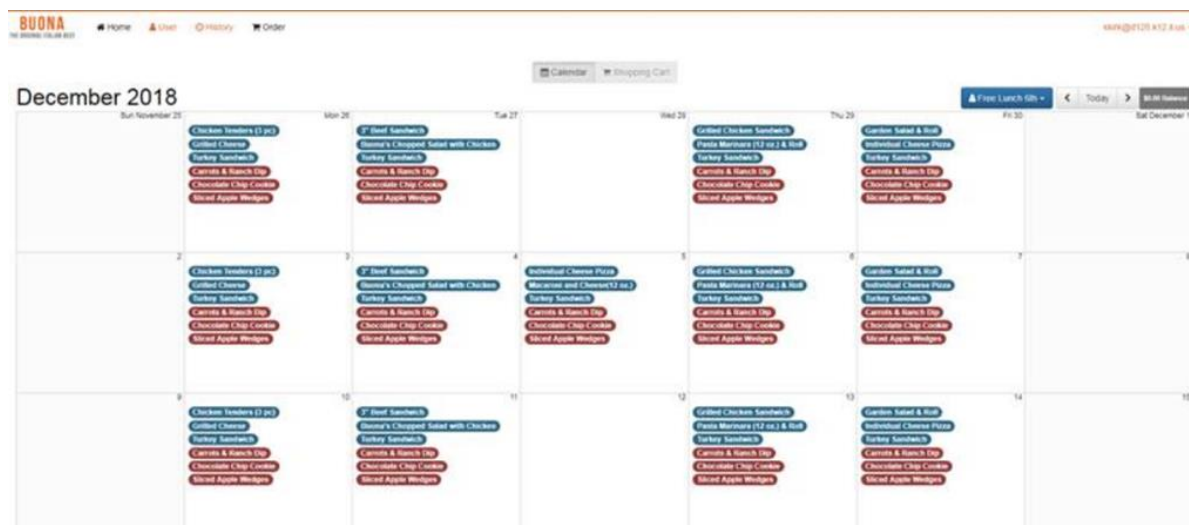 BUONA
THE ORIGINAL ITALIAN BEEF
Home User History Order
Calendar Shopping Cart
December 2018
Free Lunch 6th
Today
$0.00 Balance
Sun November 25 Mon 26 Tue 27 Wed 28 Thu 29 Fri 30 Sat December 1
Chicken Tenders (3 pc) 3" Beef Sandwich Grilled Chicken Sandwich Garden Salad & Roll
Grilled Cheese Buona's Chopped Salad with Chicken Pasta Marinara (12 oz.) & Roll Individual Cheese Pizza
Turkey Sandwich Turkey Sandwich Turkey Sandwich Turkey Sandwich
Carrots & Ranch Dip Carrots & Ranch Dip Carrots & Ranch Dip Carrots & Ranch Dip
Chocolate Chip Cookie Chocolate Chip Cookie Chocolate Chip Cookie Chocolate Chip Cookie
Sliced Apple Wedges Sliced Apple Wedges Sliced Apple Wedges Sliced Apple Wedges
2 3 4 5 6 7 8
Chicken Tenders (3 pc) 3" Beef Sandwich Individual Cheese Pizza Grilled Chicken Sandwich Garden Salad & Roll
Grilled Cheese Buona's Chopped Salad with Chicken Macaroni and Cheese(12 oz.) Pasta Marinara (12 oz.) & Roll Individual Cheese Pizza
Turkey Sandwich Turkey Sandwich Turkey Sandwich Turkey Sandwich Turkey Sandwich
Carrots & Ranch Dip Carrots & Ranch Dip Carrots & Ranch Dip Carrots & Ranch Dip Carrots & Ranch Dip
Chocolate Chip Cookie Chocolate Chip Cookie Chocolate Chip Cookie Chocolate Chip Cookie Chocolate Chip Cookie
Sliced Apple Wedges Sliced Apple Wedges Sliced Apple Wedges Sliced Apple Wedges Sliced Apple Wedges
9 10 11 12 13 14 15
Chicken Tenders (3 pc) 3" Beef Sandwich Grilled Chicken Sandwich Garden Salad & Roll
Grilled Cheese Buona's Chopped Salad with Chicken Pasta Marinara (12 oz.) & Roll Individual Cheese Pizza
Turkey Sandwich Turkey Sandwich Turkey Sandwich Turkey Sandwich
Carrots & Ranch Dip Carrots & Ranch Dip Carrots & Ranch Dip Carrots & Ranch Dip
Chocolate Chip Cookie Chocolate Chip Cookie Chocolate Chip Cookie Chocolate Chip Cookie
Sliced Apple Wedges Sliced Apple Wedges Sliced Apple Wedges Sliced Apple Wedges